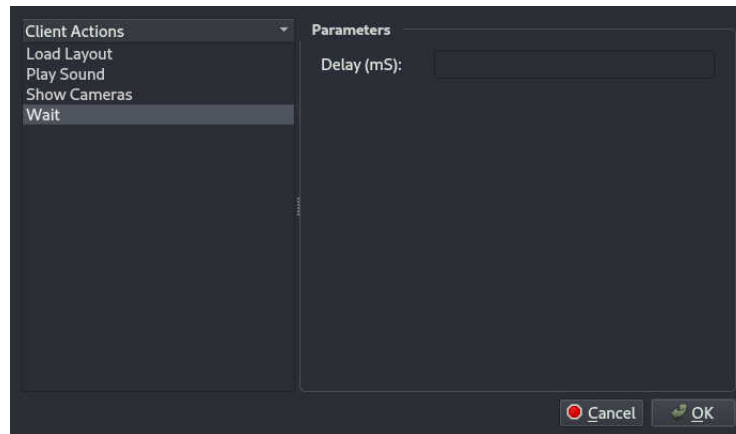 Client Actions
Load Layout
Play Sound
Show Cameras
Wait
Parameters
Delay (mS):
Cancel
OK